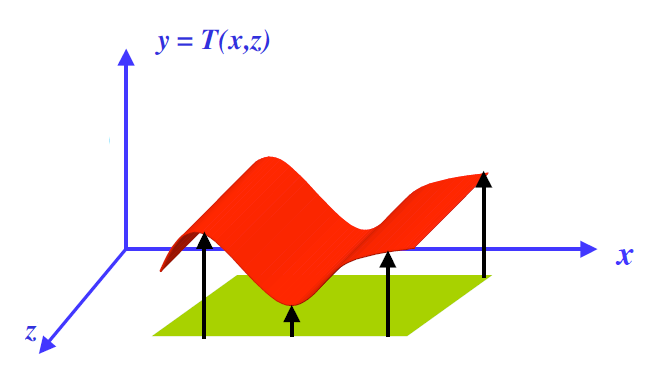 y = T(x,z)
x
z